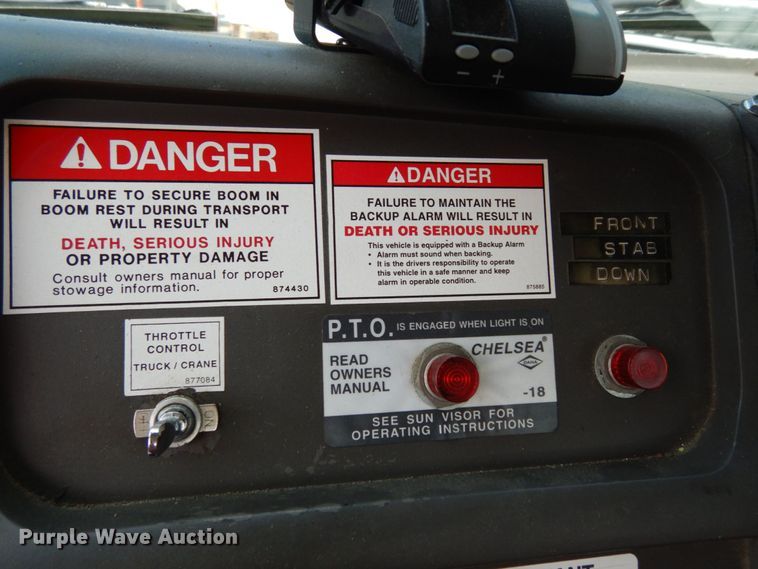 DANGER
FAILURE TO SECURE BOOM IN
BOOM REST DURING TRANSPORT
WILL RESULT IN
DEATH, SERIOUS INJURY
OR PROPERTY DAMAGE
Consult owners manual for proper
stowage information.
874430
DANGER
FAILURE TO MAINTAIN THE
BACKUP ALARM WILL RESULT IN
DEATH OR SERIOUS INJURY
This vehicle is equipped with a Backup Alarm
• Alarm must sound when backing.
• It is the drivers responsibility to operate
this vehicle in a safe manner and keep
alarm in operable condition.
875885
FRONT
STAB
DOWN
THROTTLE
CONTROL
TRUCK / CRANE
877084
ON
P.T.O. IS ENGAGED WHEN LIGHT IS ON
READ
OWNERS
MANUAL
CHELSEA®
DANA
-18
SEE SUN VISOR FOR
OPERATING INSTRUCTIONS
- +
Purple Wave Auction